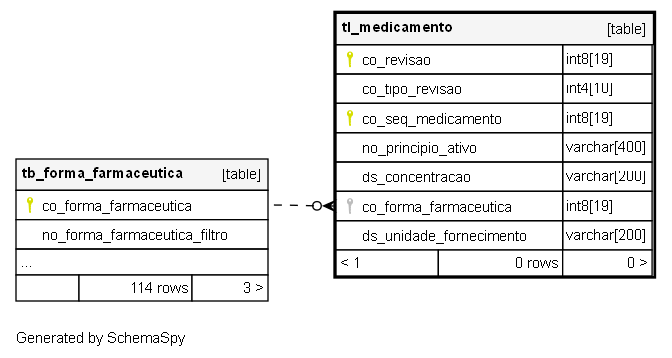 tl_medicamento [table]
co_revisao int8[19]
co_tipo_revisao int4[10]
co_seq_medicamento int8[19]
no_principio_ativo varchar[400]
ds_concentracao varchar[200]
co_forma_farmaceutica int8[19]
ds_unidade_fornecimento varchar[200]
< 1 0 rows 0 >
tb_forma_farmaceutica [table]
co_forma_farmaceutica
no_forma_farmaceutica_filtro
...
114 rows 3 >
Generated by SchemaSpy